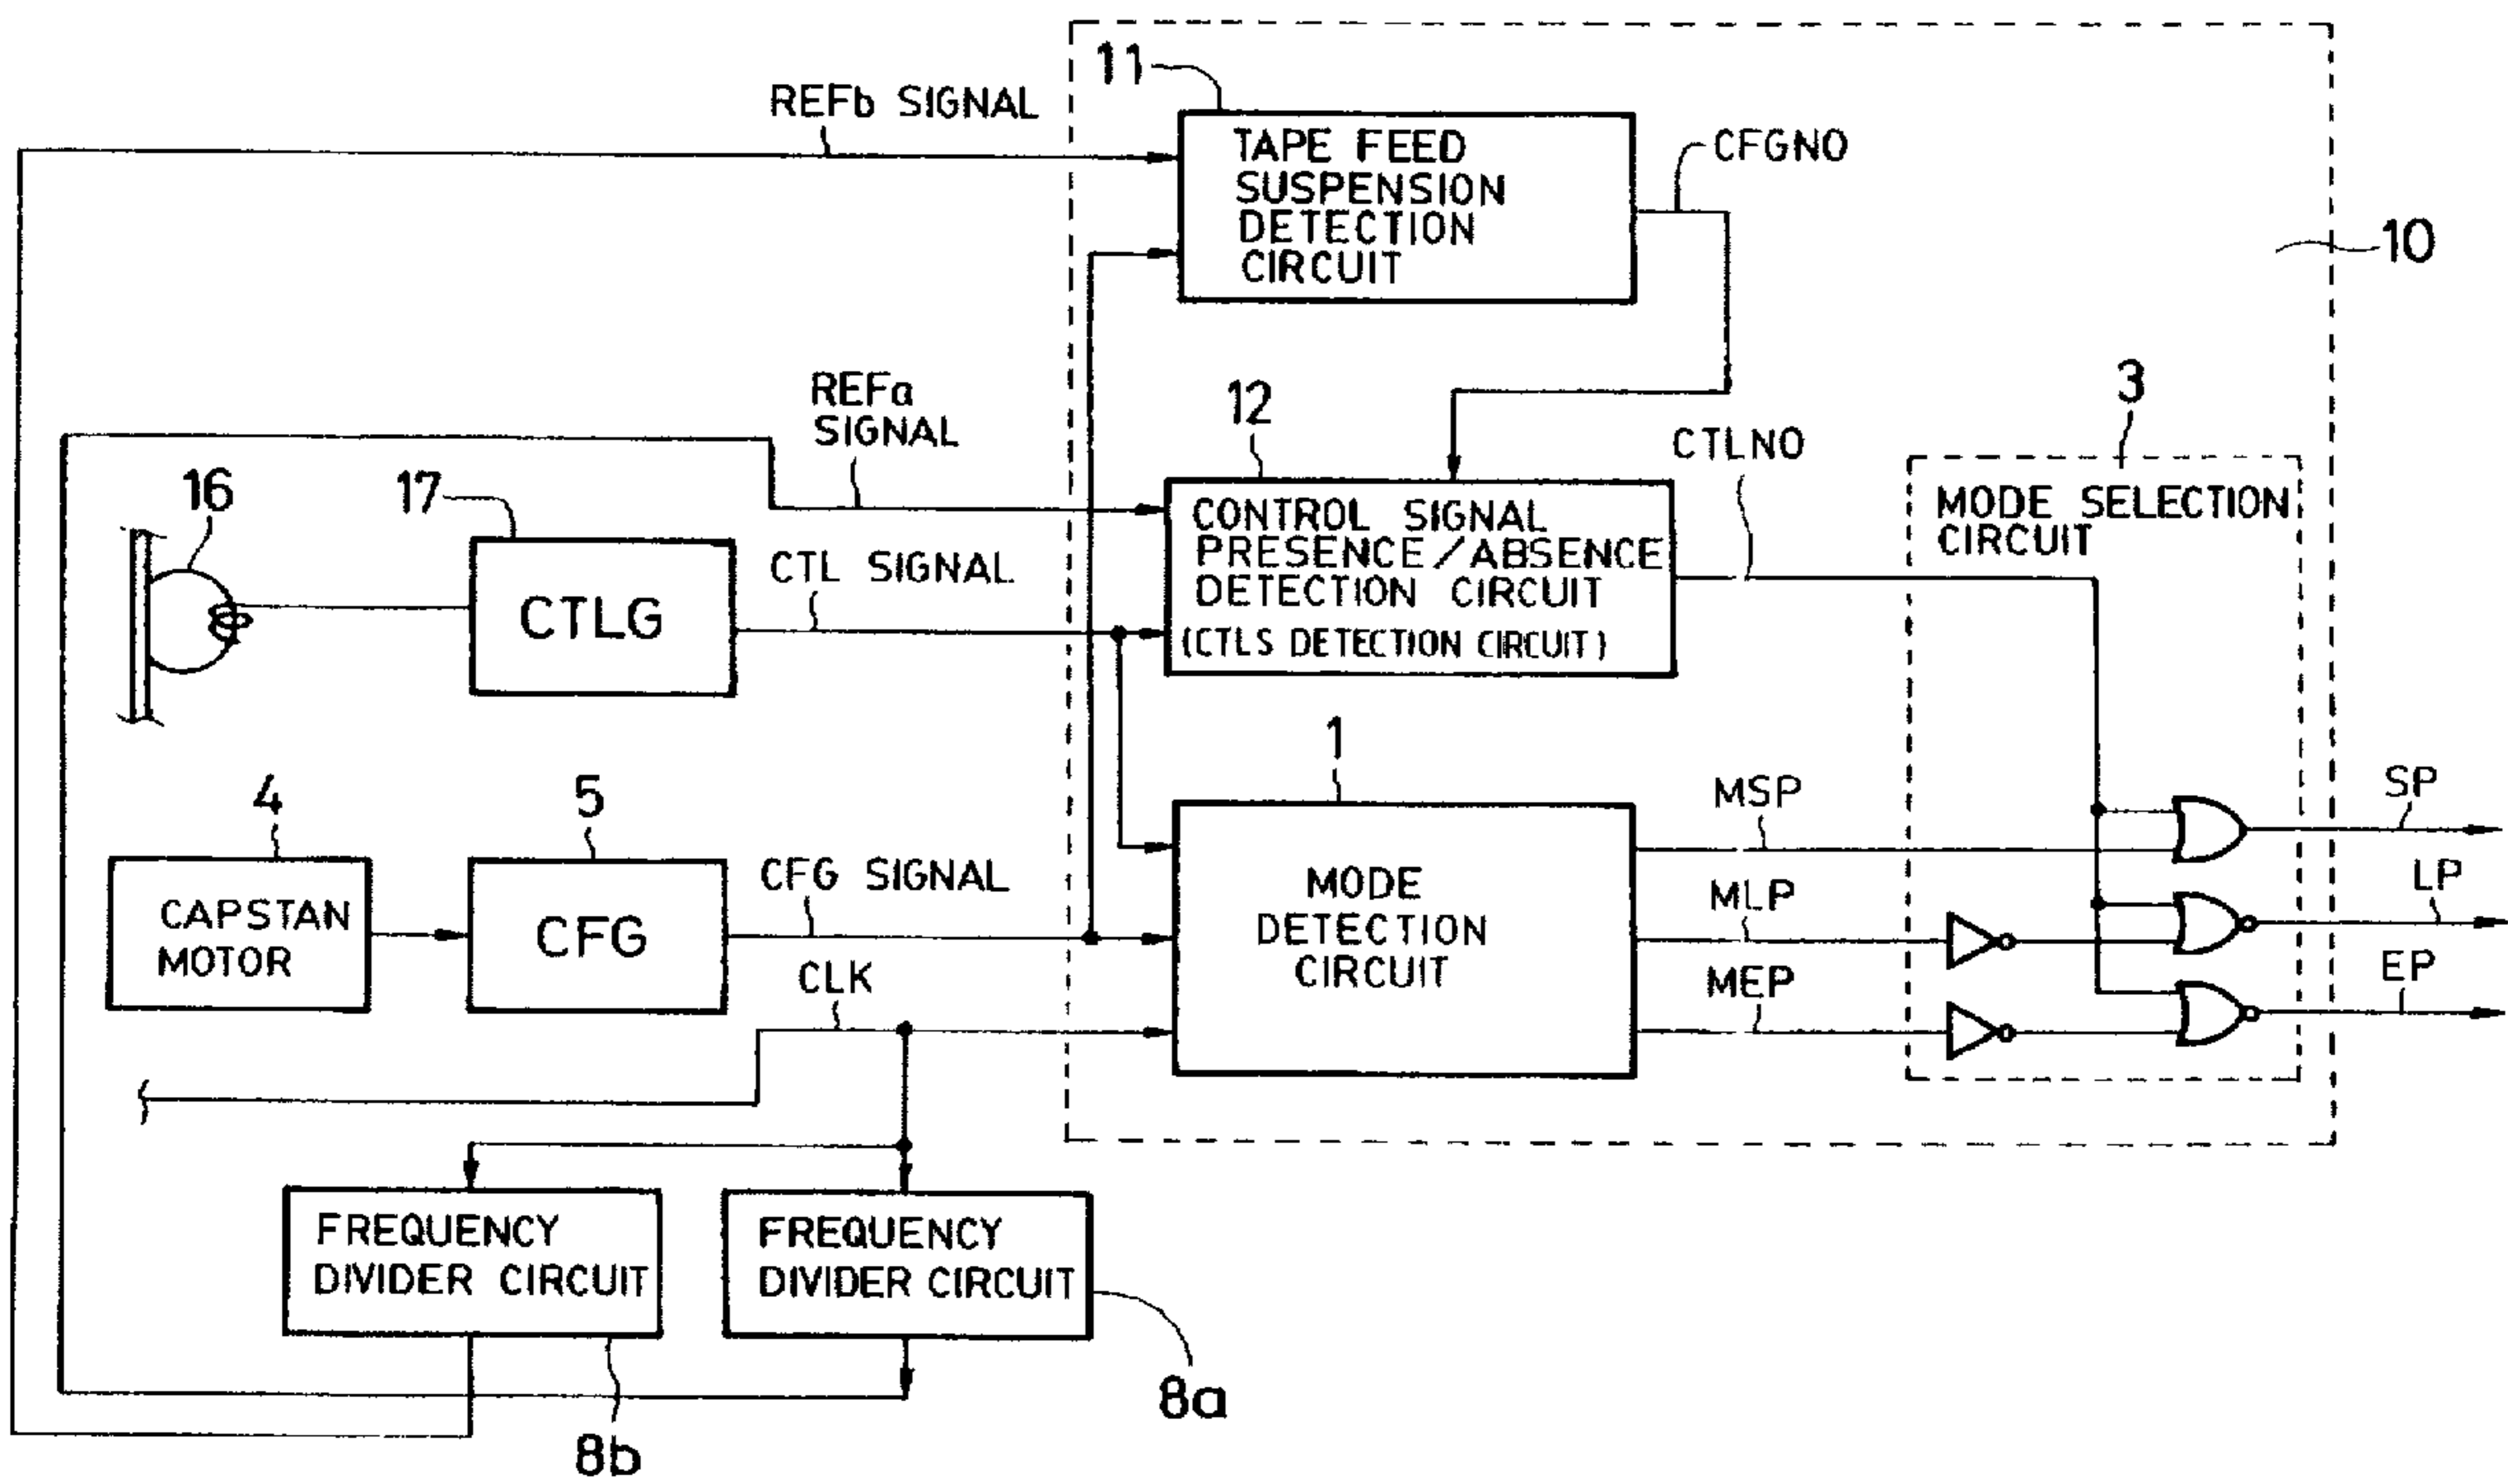 11
REFb SIGNAL
TAPE FEED
SUSPENSION
DETECTION
CIRCUIT
CFGNO
10
REFa
SIGNAL
12
CTLNO
3
16
17
MODE SELECTION
CIRCUIT
CONTROL SIGNAL
PRESENCE/ABSENCE
DETECTION CIRCUIT
(CTLS DETECTION CIRCUIT)
CTL SIGNAL
CTLG
1
4
5
MSP
SP
CFG SIGNAL
MODE
DETECTION
CIRCUIT
MLP
LP
CAPSTAN
MOTOR
CFG
CLK
MEP
EP
FREQUENCY
DIVIDER CIRCUIT
FREQUENCY
DIVIDER CIRCUIT
8a
8b